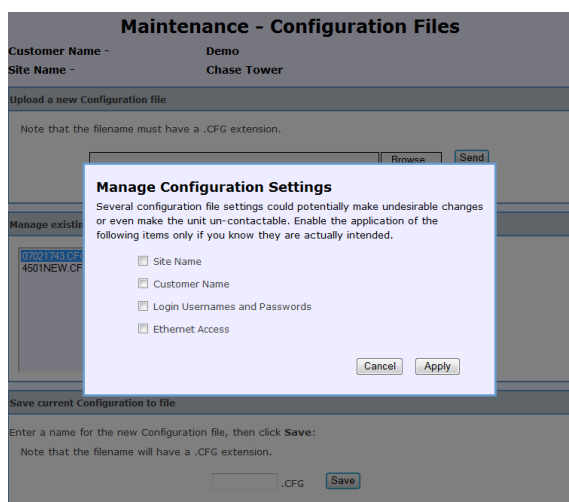 Maintenance - Configuration Files
Customer Name - Demo
Site Name - Chase Tower
Upload a new Configuration file
Note that the filename must have a .CFG extension.
Browse Send
Manage Configuration Settings
Several configuration file settings could potentially make undesirable changes
or even make the unit un-contactable. Enable the application of the
following items only if you know they are actually intended.
Manage existin
07021743.CFG
4501NEW.CF
Site Name
Customer Name
Login Usernames and Passwords
Ethernet Access
Cancel Apply
Save current Configuration to file
Enter a name for the new Configuration file, then click Save:
Note that the filename will have a .CFG extension.
.CFG Save